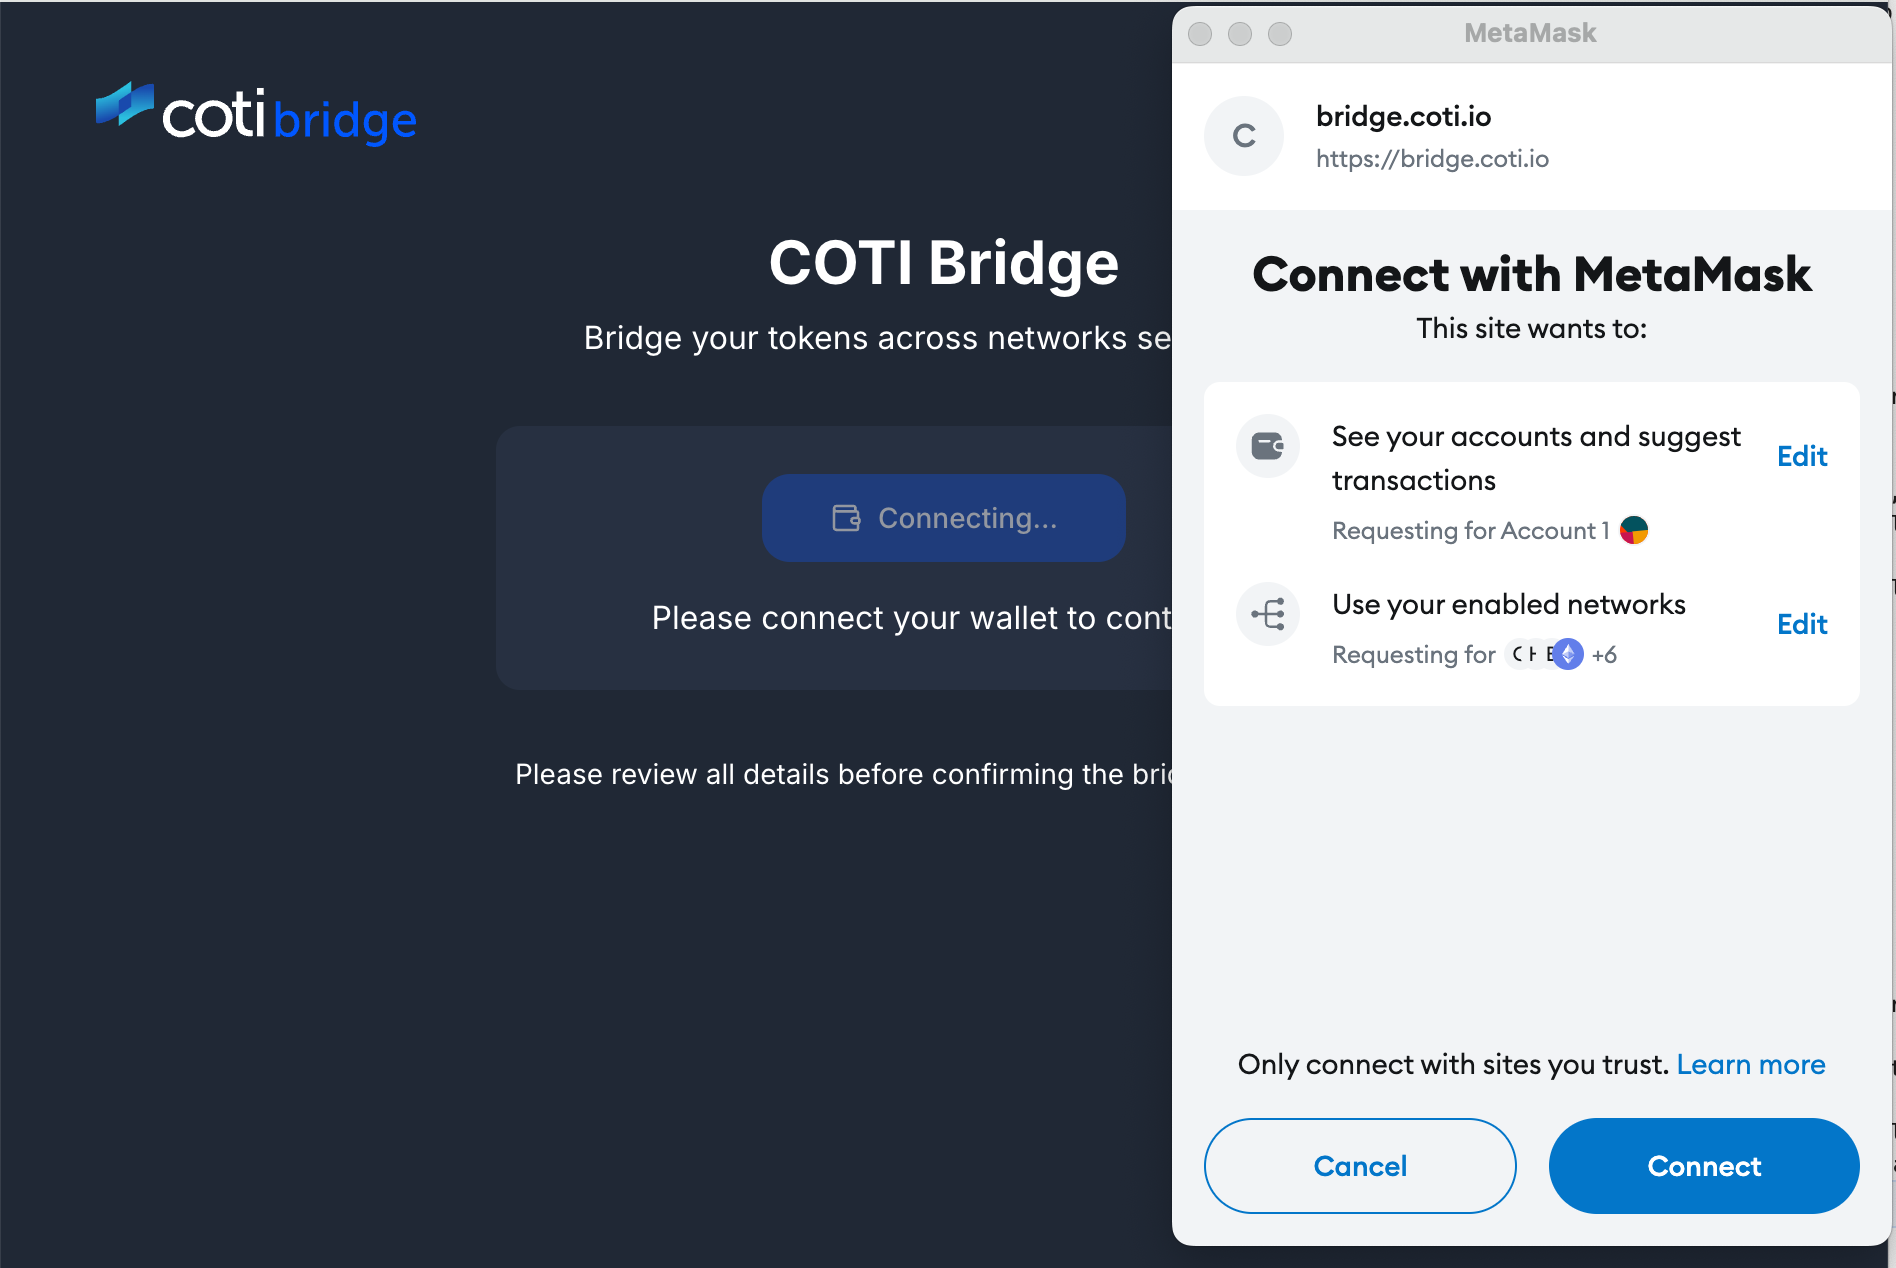 coti bridge
COTI Bridge
Bridge your tokens across networks se
Connecting...
Please connect your wallet to cont
Please review all details before confirming the bri
MetaMask
C
bridge.coti.io
https://bridge.coti.io
Connect with MetaMask
This site wants to:
See your accounts and suggest
transactions
Edit
Requesting for Account 1
Use your enabled networks
Edit
Requesting for +6
Only connect with sites you trust. Learn more
Cancel
Connect